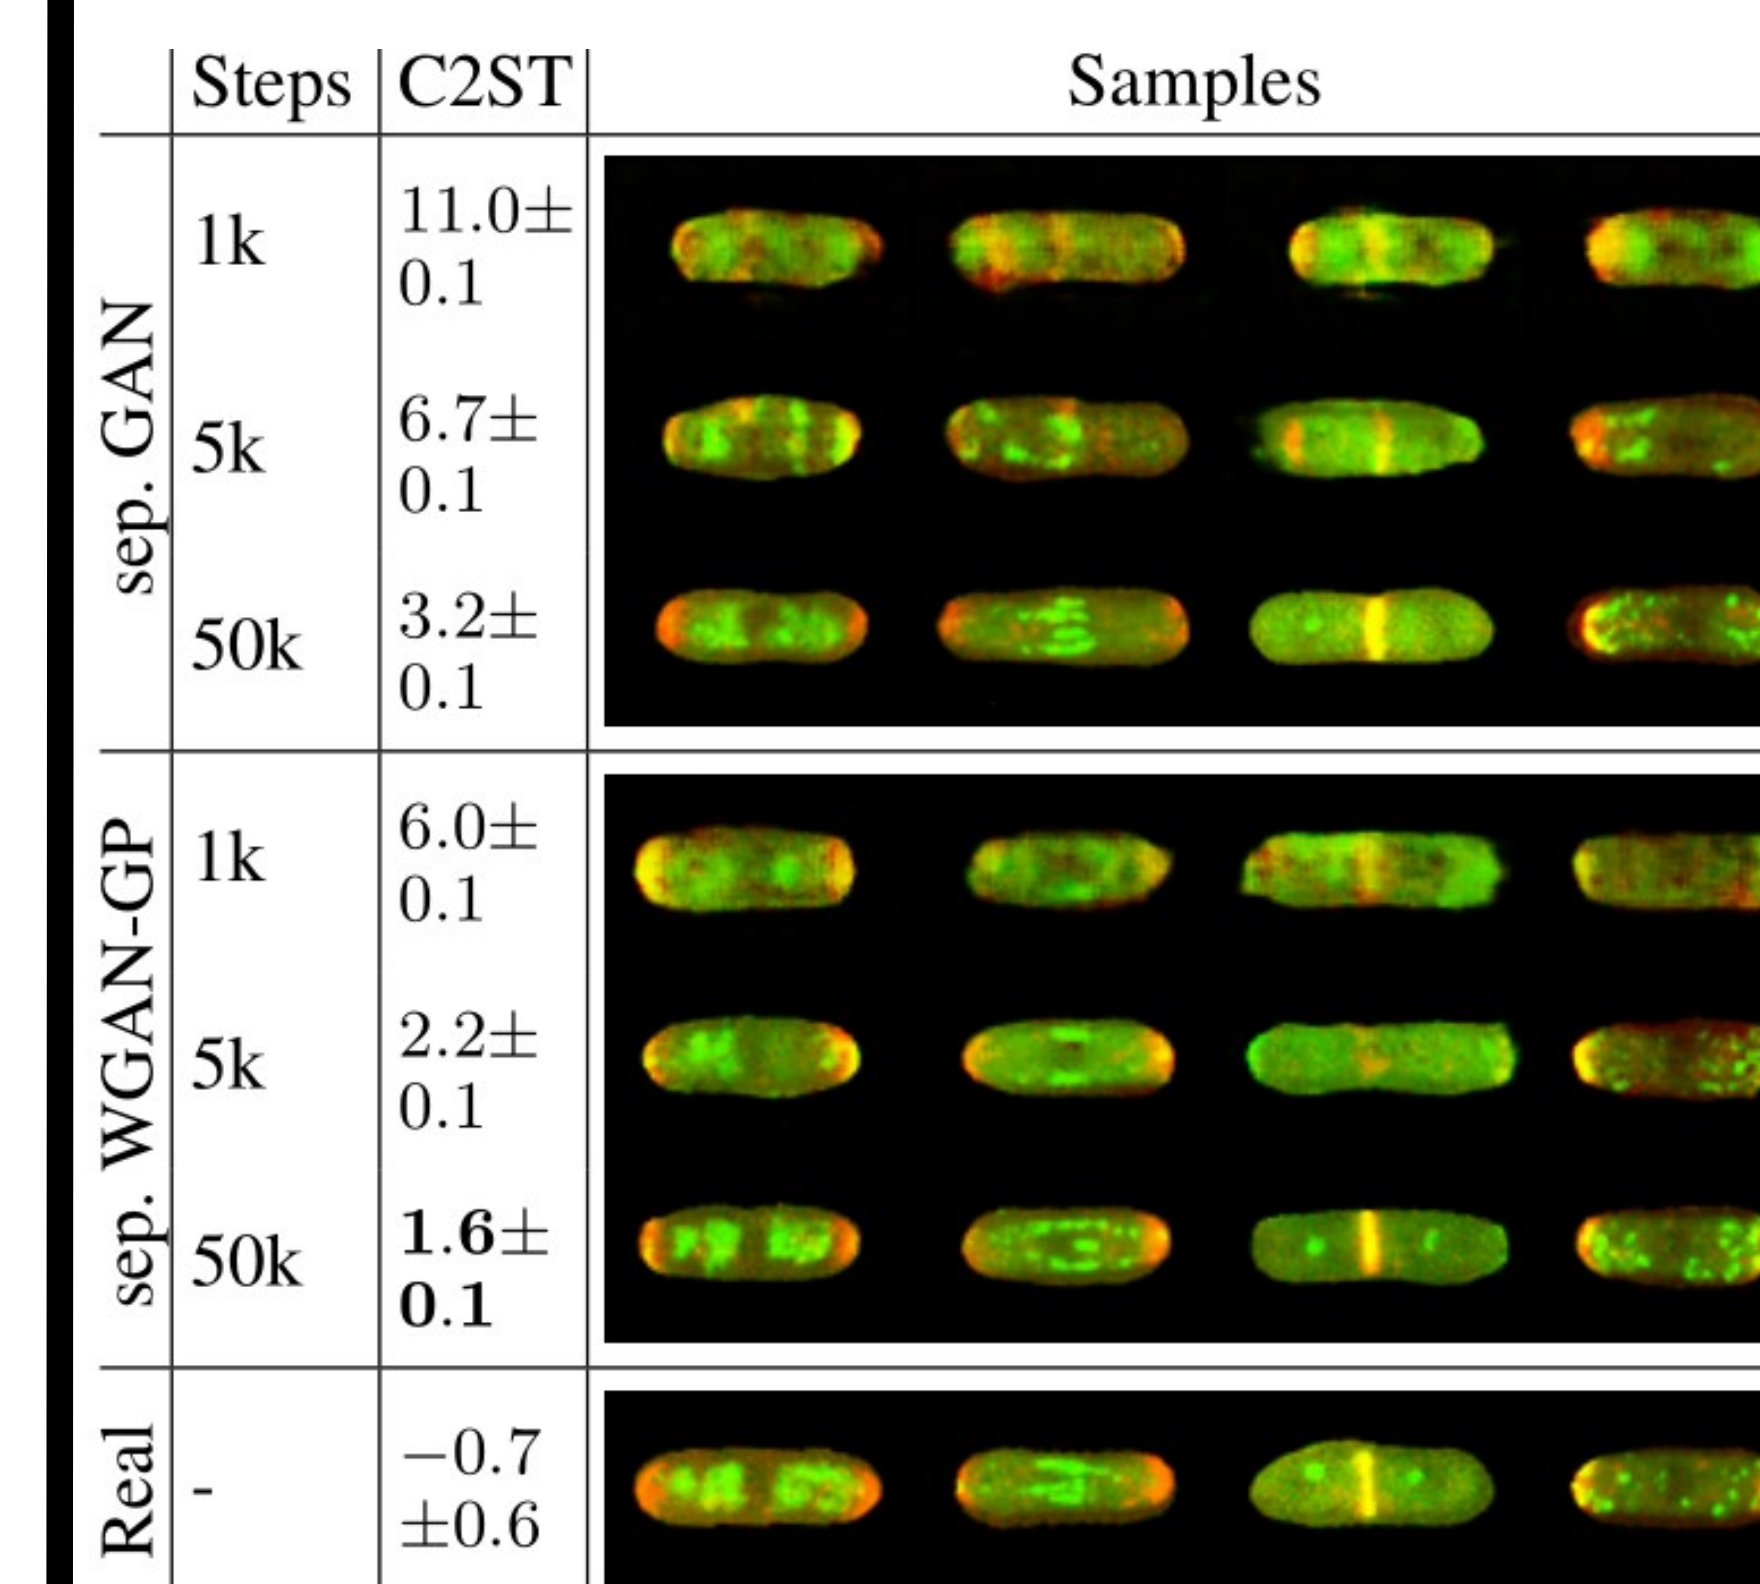 Steps C2ST Samples
sep. GAN
1k 11.0±
0.1
5k 6.7±
0.1
50k 3.2±
0.1
sep. WGAN-GP
1k 6.0±
0.1
5k 2.2±
0.1
50k 1.6±
0.1
Real
- −0.7
±0.6